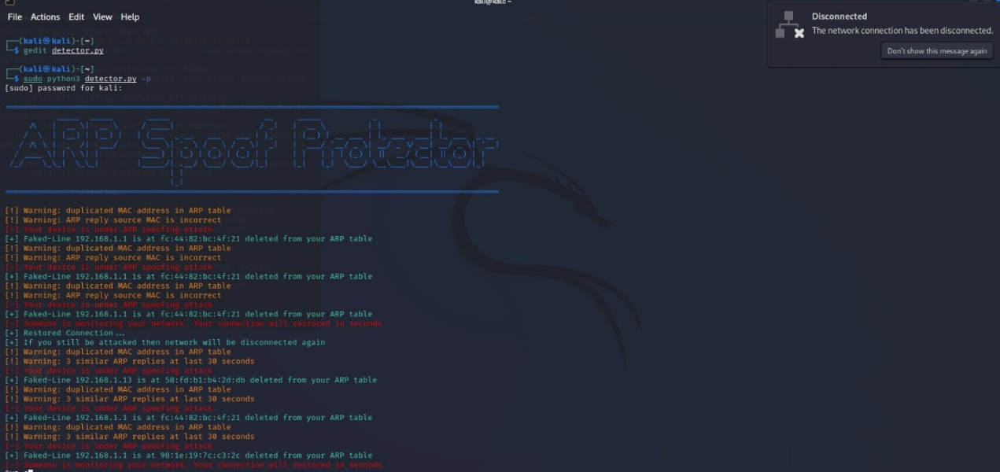 kali@kali: ~
File Actions Edit View Help
Disconnected
The network connection has been disconnected.
Don't show this message again
┌──(kali㉿kali)-[~]
└─$ gedit detector.py
┌──(kali㉿kali)-[~]
└─$ sudo python3 detector.py -p
[sudo] password for kali:
ARP Spoof Protector
[!] Warning: duplicated MAC address in ARP table
[!] Warning: ARP reply source MAC is incorrect
[-] Your device is under ARP spoofing attack
[+] Faked-Line 192.168.1.1 is at fc:44:82:bc:4f:21 deleted from your ARP table
[!] Warning: duplicated MAC address in ARP table
[!] Warning: ARP reply source MAC is incorrect
[-] Your device is under ARP spoofing attack
[+] Faked-Line 192.168.1.1 is at fc:44:82:bc:4f:21 deleted from your ARP table
[!] Warning: duplicated MAC address in ARP table
[!] Warning: ARP reply source MAC is incorrect
[-] Your device is under ARP spoofing attack
[+] Faked-Line 192.168.1.1 is at fc:44:82:bc:4f:21 deleted from your ARP table
[-] Someone is monitoring your network. Your connection will restored in seconds
[+] Restored Connection...
[+] If you still be attacked then network will be disconnected again
[!] Warning: duplicated MAC address in ARP table
[!] Warning: 3 similar ARP replies at last 30 seconds
[-] Your device is under ARP spoofing attack
[+] Faked-Line 192.168.1.13 is at 58:fd:b1:b4:2d:db deleted from your ARP table
[!] Warning: duplicated MAC address in ARP table
[!] Warning: 3 similar ARP replies at last 30 seconds
[-] Your device is under ARP spoofing attack
[+] Faked-Line 192.168.1.1 is at fc:44:82:bc:4f:21 deleted from your ARP table
[!] Warning: duplicated MAC address in ARP table
[!] Warning: 3 similar ARP replies at last 30 seconds
[-] Your device is under ARP spoofing attack
[+] Faked-Line 192.168.1.1 is at 98:1e:19:7c:c3:2c deleted from your ARP table
[-] Someone is monitoring your network. Your connection will restored in seconds